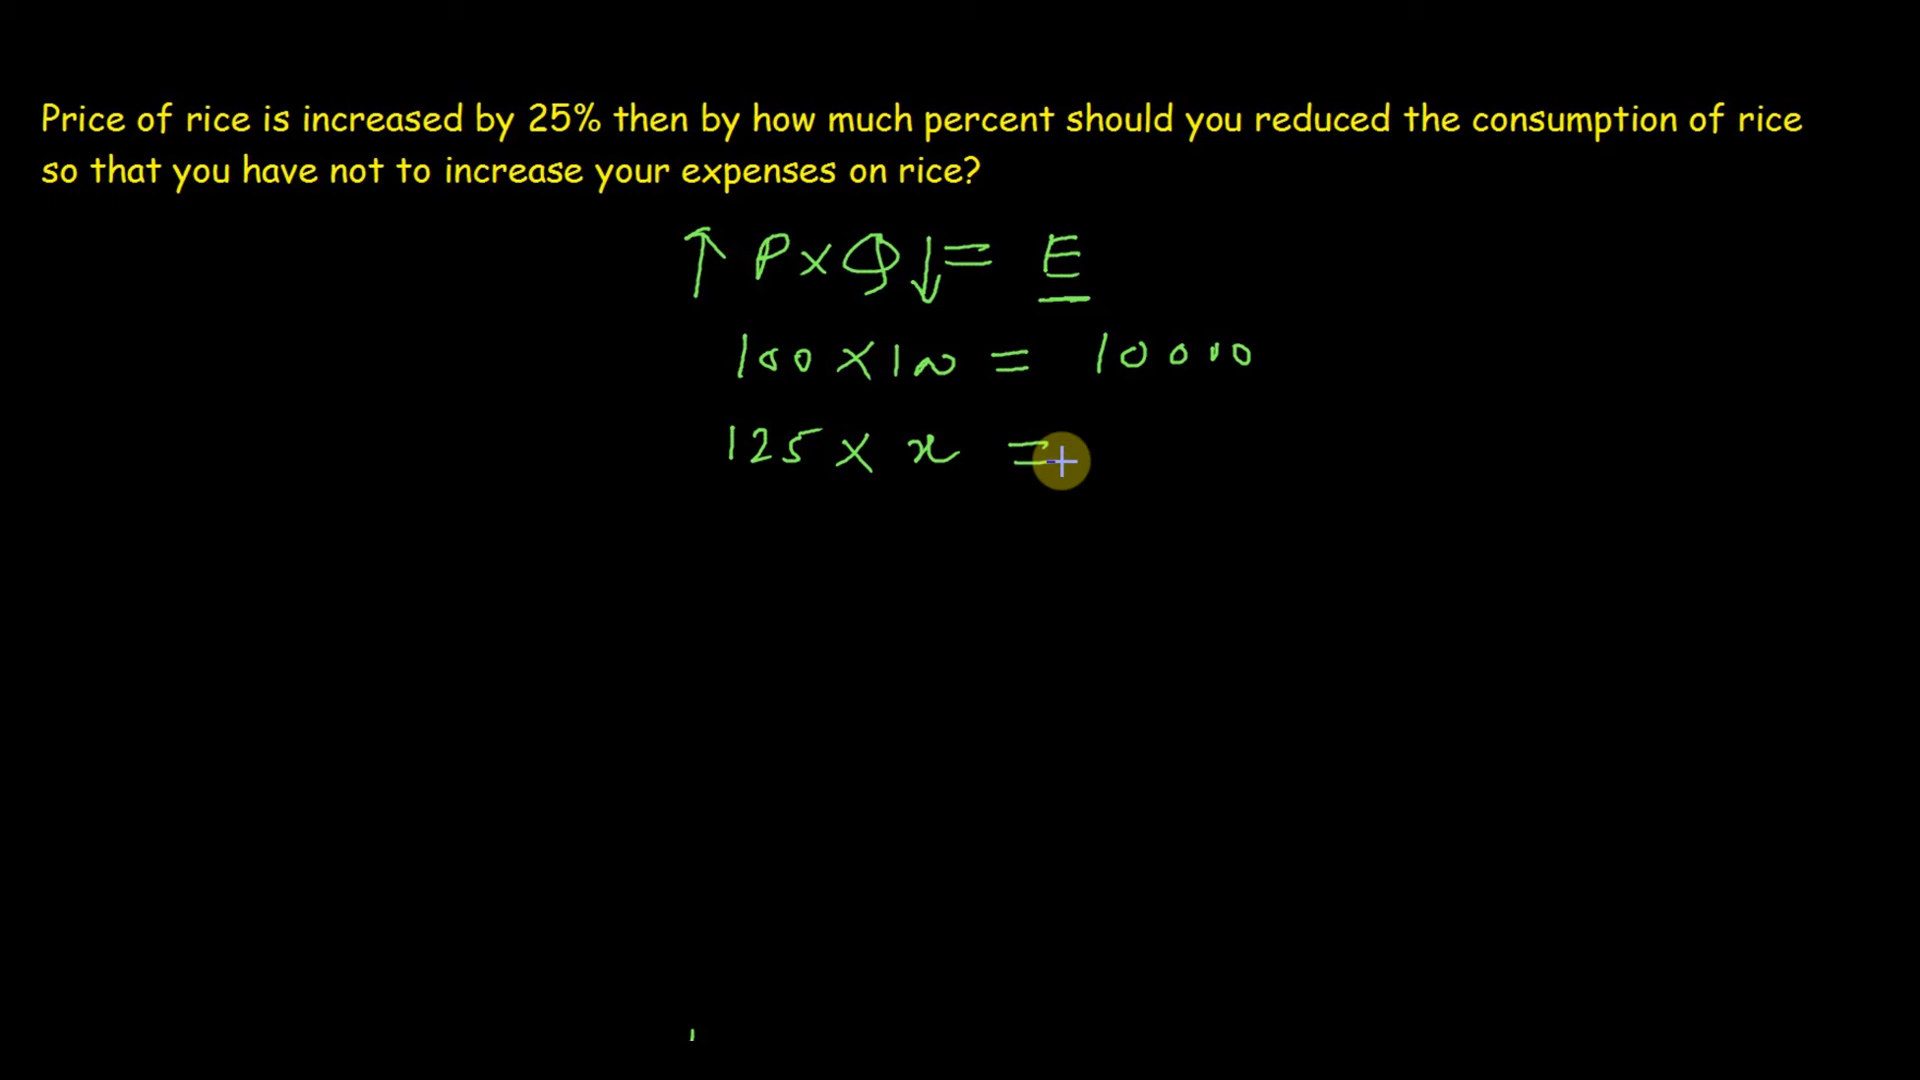 Price of rice is increased by 25% then by how much percent should you reduced the consumption of rice
so that you have not to increase your expenses on rice?
↑ P × Q ↓ = E
100 × 100 = 10000
125 × x =